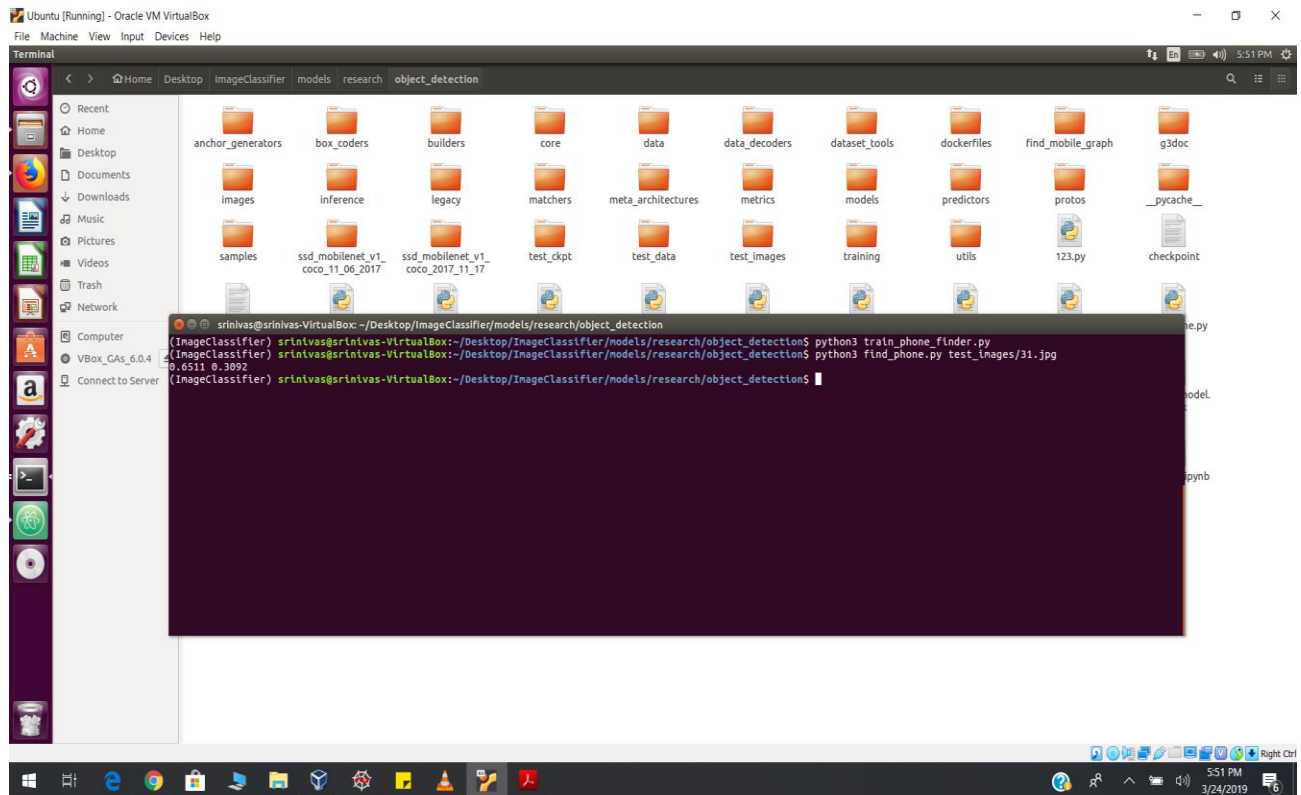 Ubuntu [Running] - Oracle VM VirtualBox
File Machine View Input Devices Help
Terminal
En 5:51 PM
Home Desktop ImageClassifier models research object_detection
Recent
Home
Desktop
Documents
Downloads
Music
Pictures
Videos
Trash
Network
Computer
VBox_GAs_6.0.4
Connect to Server
anchor_generators box_coders builders core data data_decoders dataset_tools dockerfiles find_mobile_graph g3doc
images inference legacy matchers meta_architectures metrics models predictors protos __pycache__
samples ssd_mobilenet_v1_coco_11_06_2017 ssd_mobilenet_v1_coco_2017_11_17 test_ckpt test_data test_images training utils 123.py checkpoint
srinivas@srinivas-VirtualBox: ~/Desktop/ImageClassifier/models/research/object_detection
(ImageClassifier) srinivas@srinivas-VirtualBox:~/Desktop/ImageClassifier/models/research/object_detection$ python3 train_phone_finder.py
(ImageClassifier) srinivas@srinivas-VirtualBox:~/Desktop/ImageClassifier/models/research/object_detection$ python3 find_phone.py test_images/31.jpg
0.6511 0.3092
(ImageClassifier) srinivas@srinivas-VirtualBox:~/Desktop/ImageClassifier/models/research/object_detection$
ne.py
odel.
ipynb
Right Ctrl
5:51 PM
3/24/2019
6